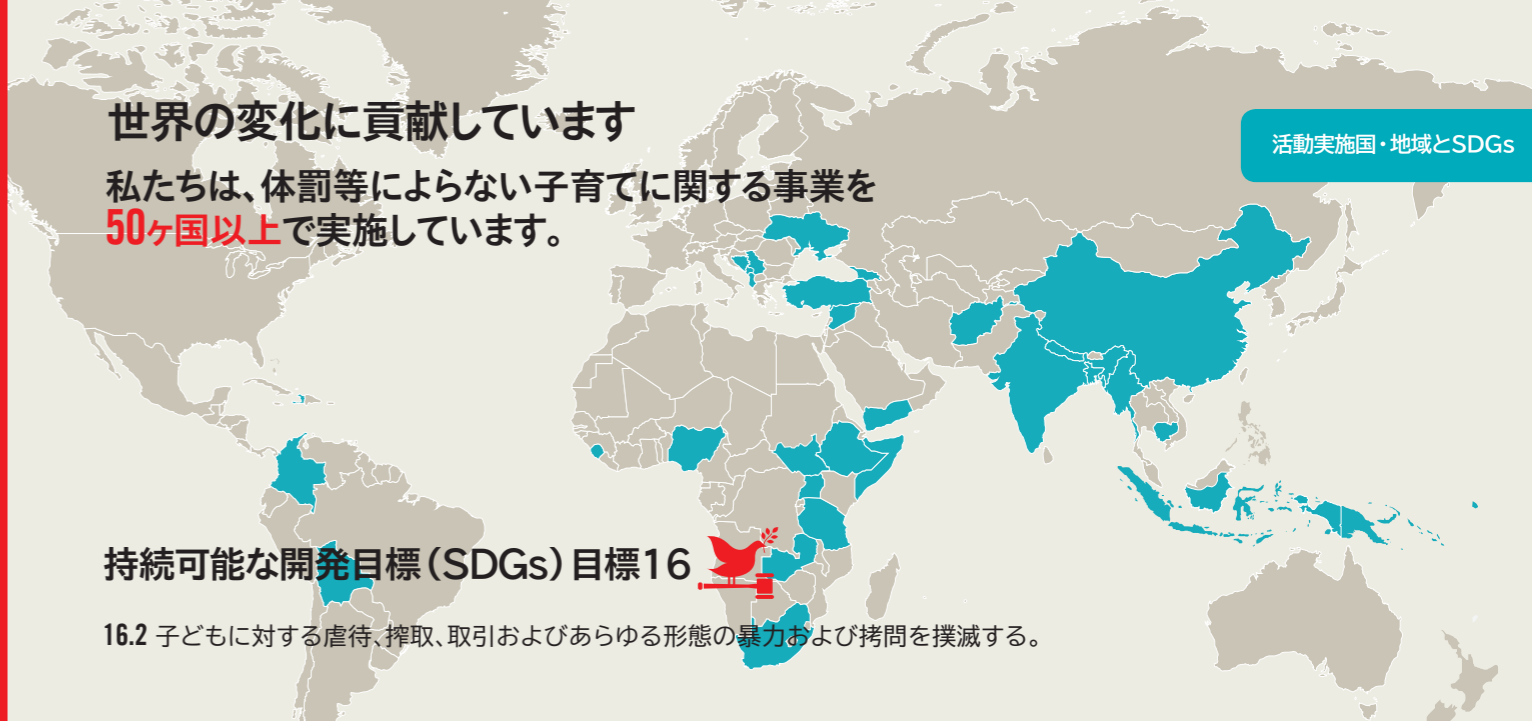 世界の変化に貢献しています
活動実施国・地域とSDGs
私たちは、体罰等によらない子育てに関する事業を
50ヶ国以上で実施しています。
持続可能な開発目標（SDGs）目標16
16.2 子どもに対する虐待、搾取、取引およびあらゆる形態の暴力および拷問を撲滅する。